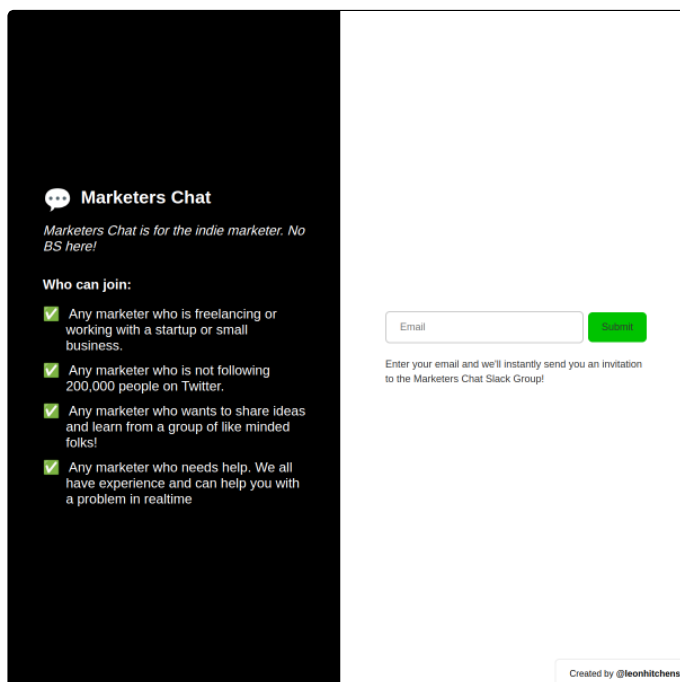 Marketers Chat
Marketers Chat is for the indie marketer. No
BS here!
Who can join:
Any marketer who is freelancing or
working with a startup or small
business.
Any marketer who is not following
200,000 people on Twitter.
Any marketer who wants to share ideas
and learn from a group of like minded
folks!
Any marketer who needs help. We all
have experience and can help you with
a problem in realtime
Email
Submit
Enter your email and we'll instantly send you an invitation
to the Marketers Chat Slack Group!
Created by @leonhitchens